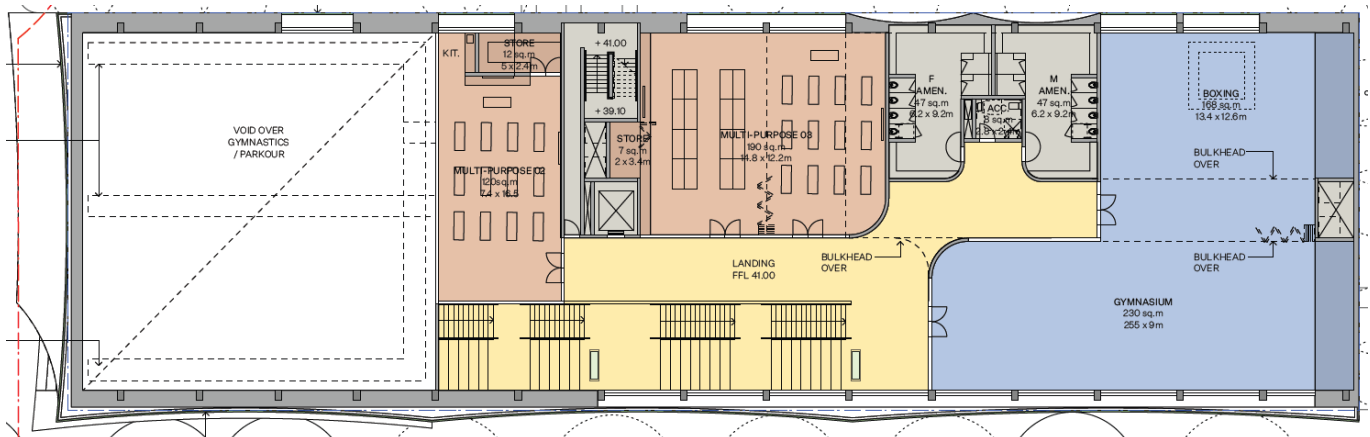 VOID OVER
GYMNASTICS
/ PARKOUR
KIT.
STORE
12 sq.m
5 x 2.4m
MULTI-PURPOSE 02
120sq.m
7.4 x 16.5
+ 41.00
+ 39.10
STORE
7 sq.m
2 x 3.4m
MULTI-PURPOSE 03
190 sq.m
14.8 x 12.2m
F
AMEN.
47 sq.m
6.2 x 9.2m
ACC.
8 sq.m
M
AMEN.
47 sq.m
6.2 x 9.2m
BOXING
168 sq.m
13.4 x 12.6m
BULKHEAD
OVER
BULKHEAD
OVER
LANDING
FFL 41.00
BULKHEAD
OVER
GYMNASIUM
230 sq.m
255 x 9m